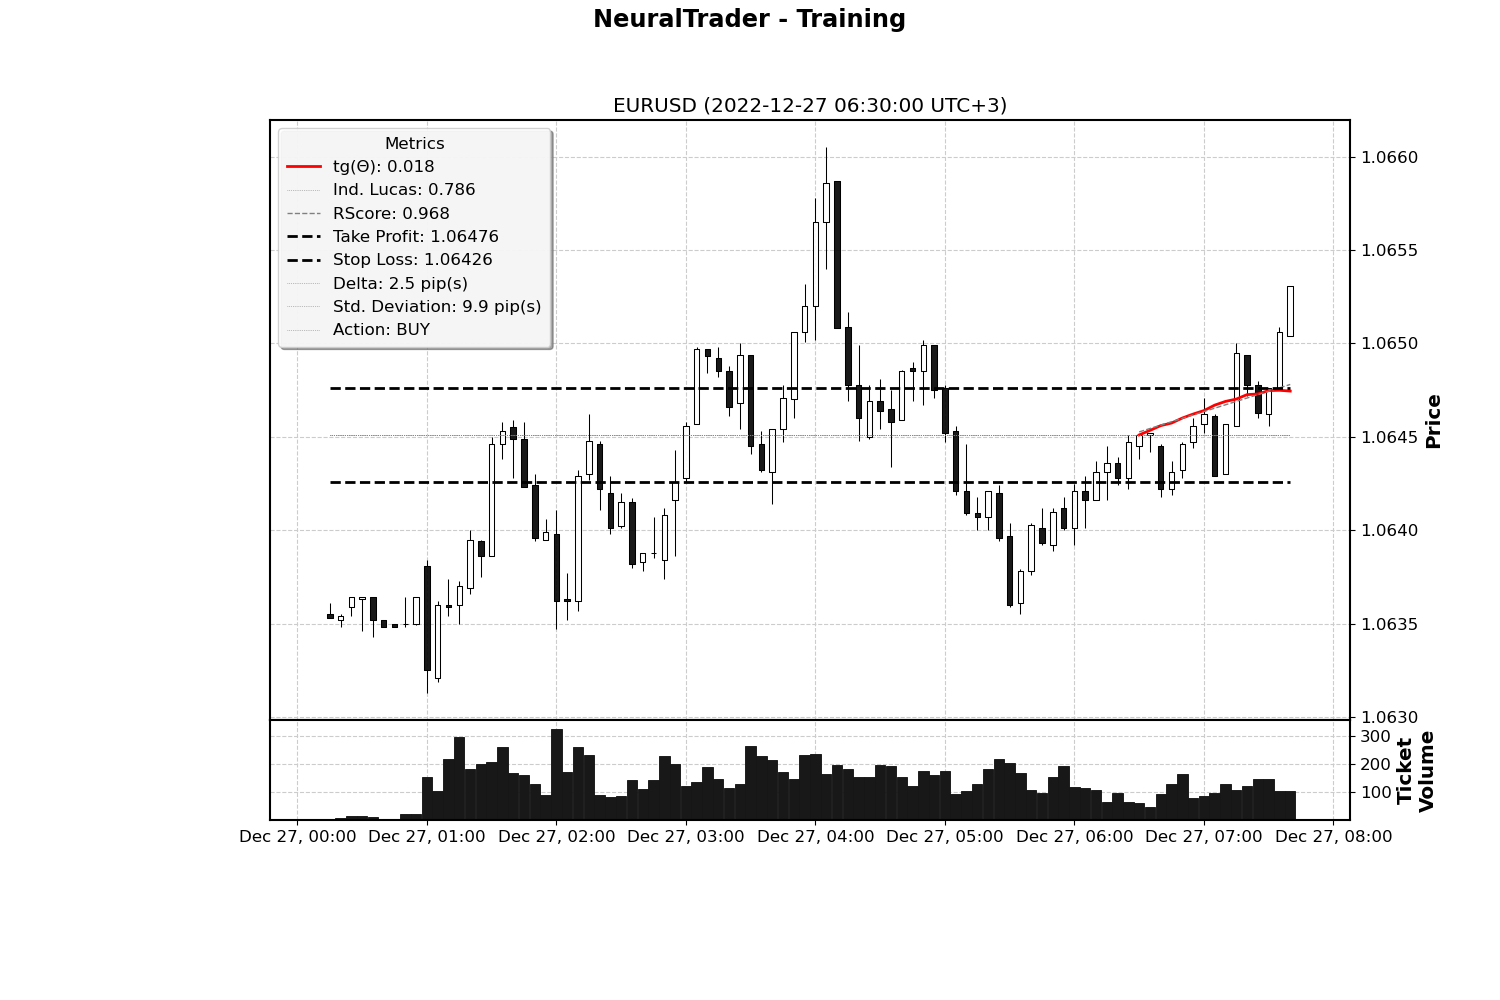 NeuralTrader - Training
EURUSD (2022-12-27 06:30:00 UTC+3)
Metrics
tg(Θ): 0.018
Ind. Lucas: 0.786
RScore: 0.968
Take Profit: 1.06476
Stop Loss: 1.06426
Delta: 2.5 pip(s)
Std. Deviation: 9.9 pip(s)
Action: BUY
1.0660
1.0655
1.0650
1.0645
1.0640
1.0635
1.0630
Price
300
200
100
Ticket
Volume
Dec 27, 00:00 Dec 27, 01:00 Dec 27, 02:00 Dec 27, 03:00 Dec 27, 04:00 Dec 27, 05:00 Dec 27, 06:00 Dec 27, 07:00 Dec 27, 08:00